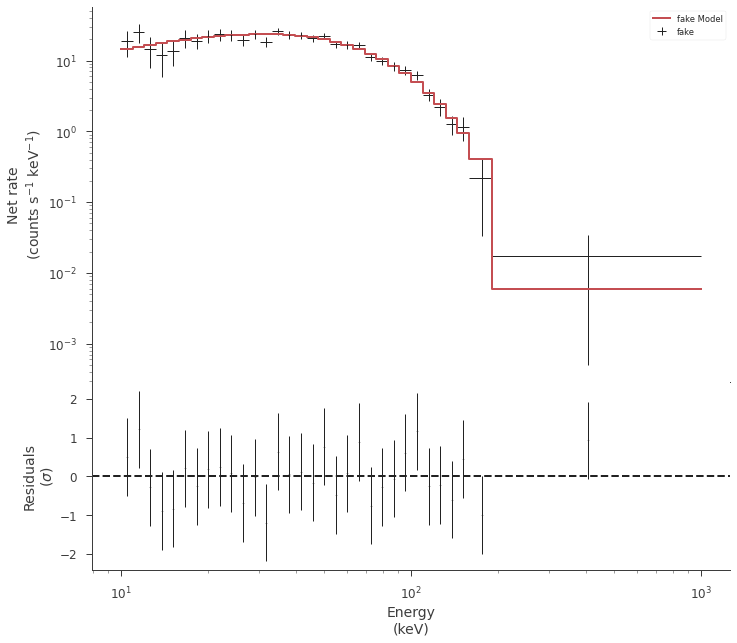 fake Model
fake
Net rate
(counts s⁻¹ keV⁻¹)
10¹
10⁰
10⁻¹
10⁻²
10⁻³
Residuals
(σ)
2
1
0
−1
−2
10¹ 10² 10³
Energy
(keV)